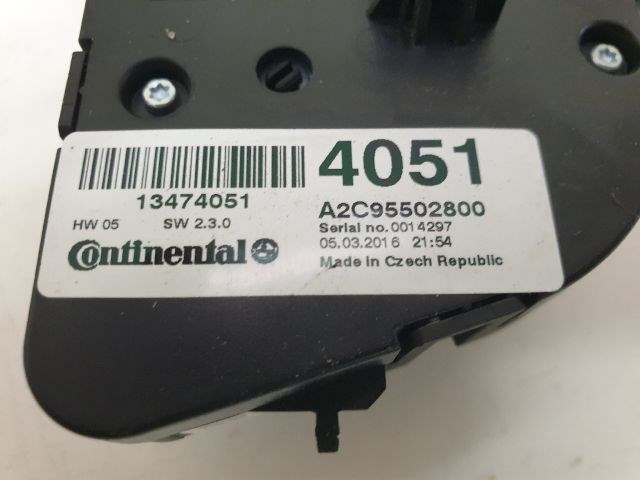 13474051
HW 05 SW 2.3.0
Continental
4051
A2C95502800
Serial no. 0014297
05.03.2016 21:54
Made in Czech Republic